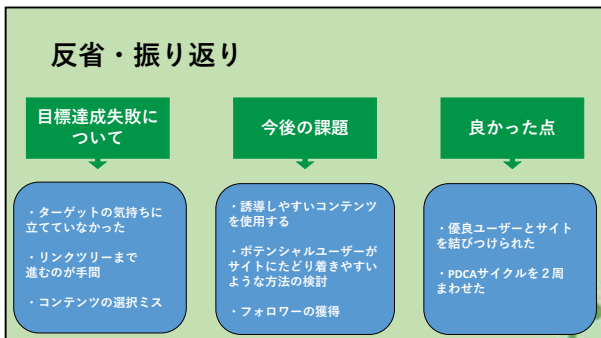 反省・振り返り
目標達成失敗に
ついて
・ターゲットの気持ちに
立てていなかった
・リンクツリーまで
進むのが手間
・コンテンツの選択ミス
今後の課題
・誘導しやすいコンテンツ
を使用する
・ポテンシャルユーザーが
サイトにたどり着きやすい
ような方法の検討
・フォロワーの獲得
良かった点
・優良ユーザーとサイト
を結びつけられた
・PDCAサイクルを２周
まわせた